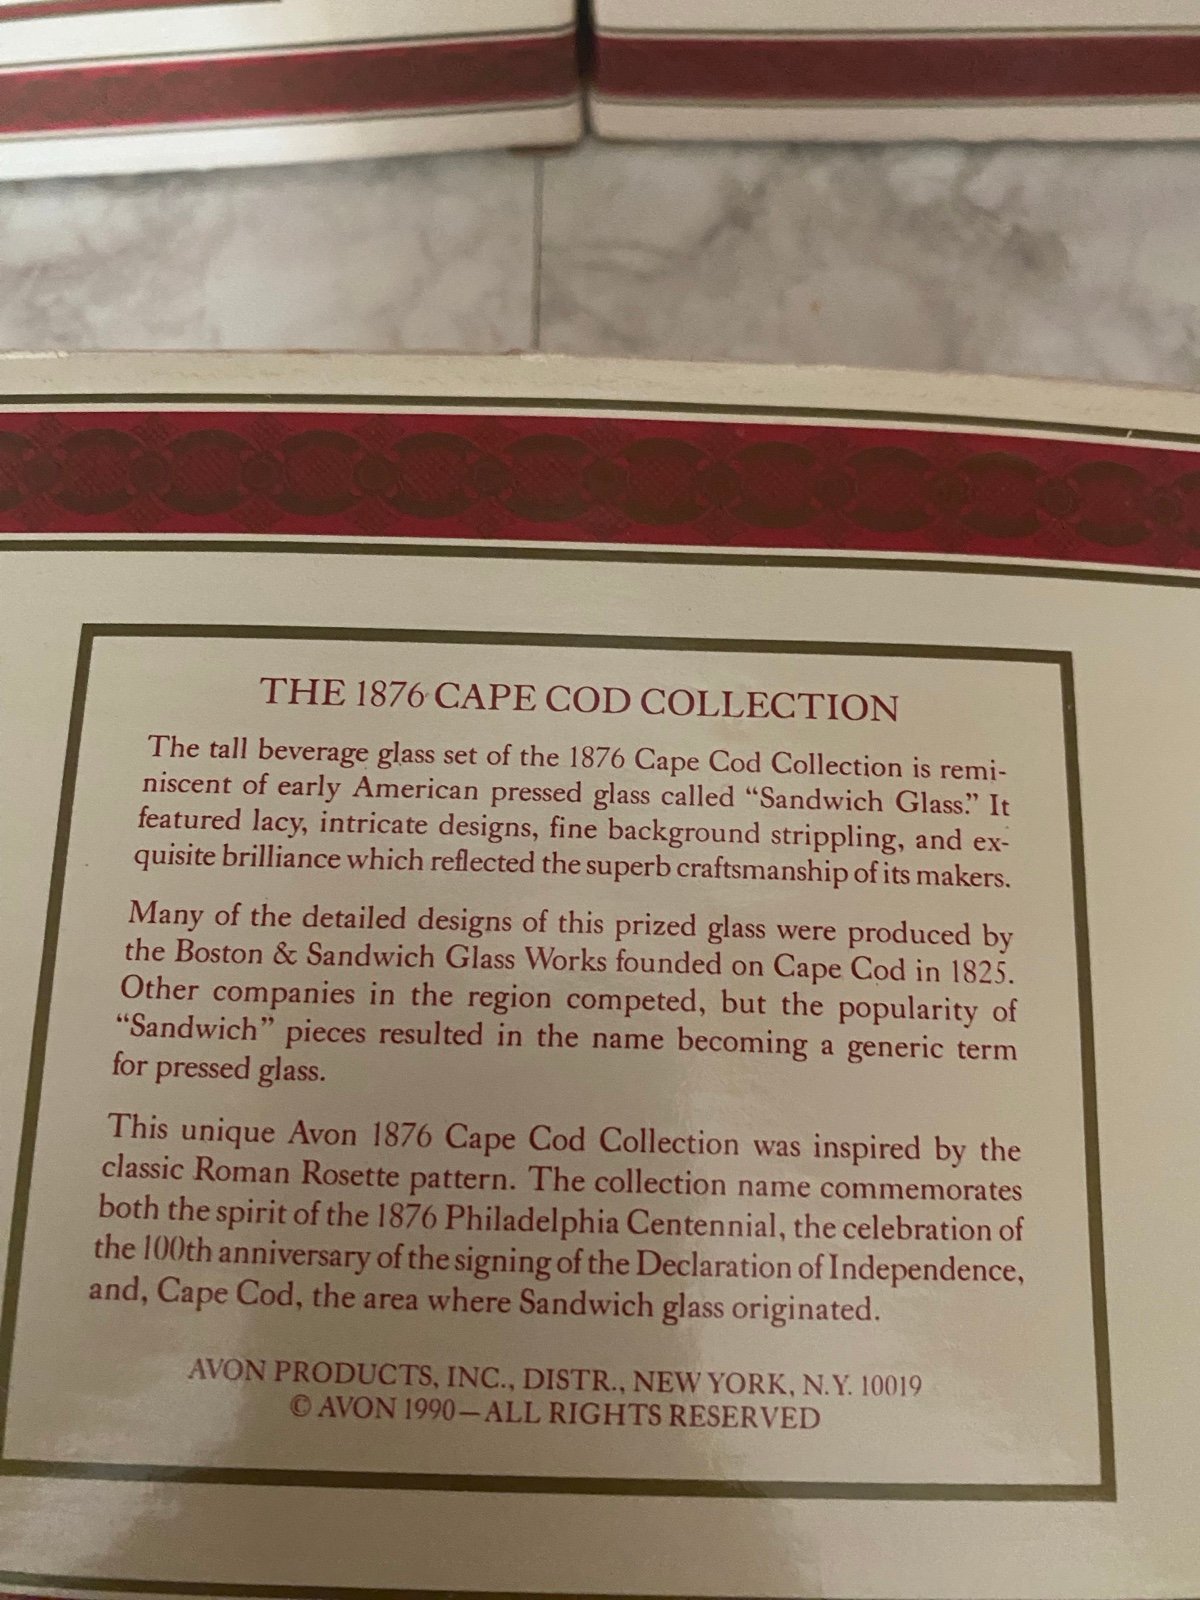 THE 1876 CAPE COD COLLECTION
The tall beverage glass set of the 1876 Cape Cod Collection is remi-
niscent of early American pressed glass called “Sandwich Glass.” It
featured lacy, intricate designs, fine background strippling, and ex-
quisite brilliance which reflected the superb craftsmanship of its makers.
Many of the detailed designs of this prized glass were produced by
the Boston & Sandwich Glass Works founded on Cape Cod in 1825.
Other companies in the region competed, but the popularity of
“Sandwich” pieces resulted in the name becoming a generic term
for pressed glass.
This unique Avon 1876 Cape Cod Collection was inspired by the
classic Roman Rosette pattern. The collection name commemorates
both the spirit of the 1876 Philadelphia Centennial, the celebration of
the 100th anniversary of the signing of the Declaration of Independence,
and, Cape Cod, the area where Sandwich glass originated.
AVON PRODUCTS, INC., DISTR., NEW YORK, N.Y. 10019
© AVON 1990—ALL RIGHTS RESERVED